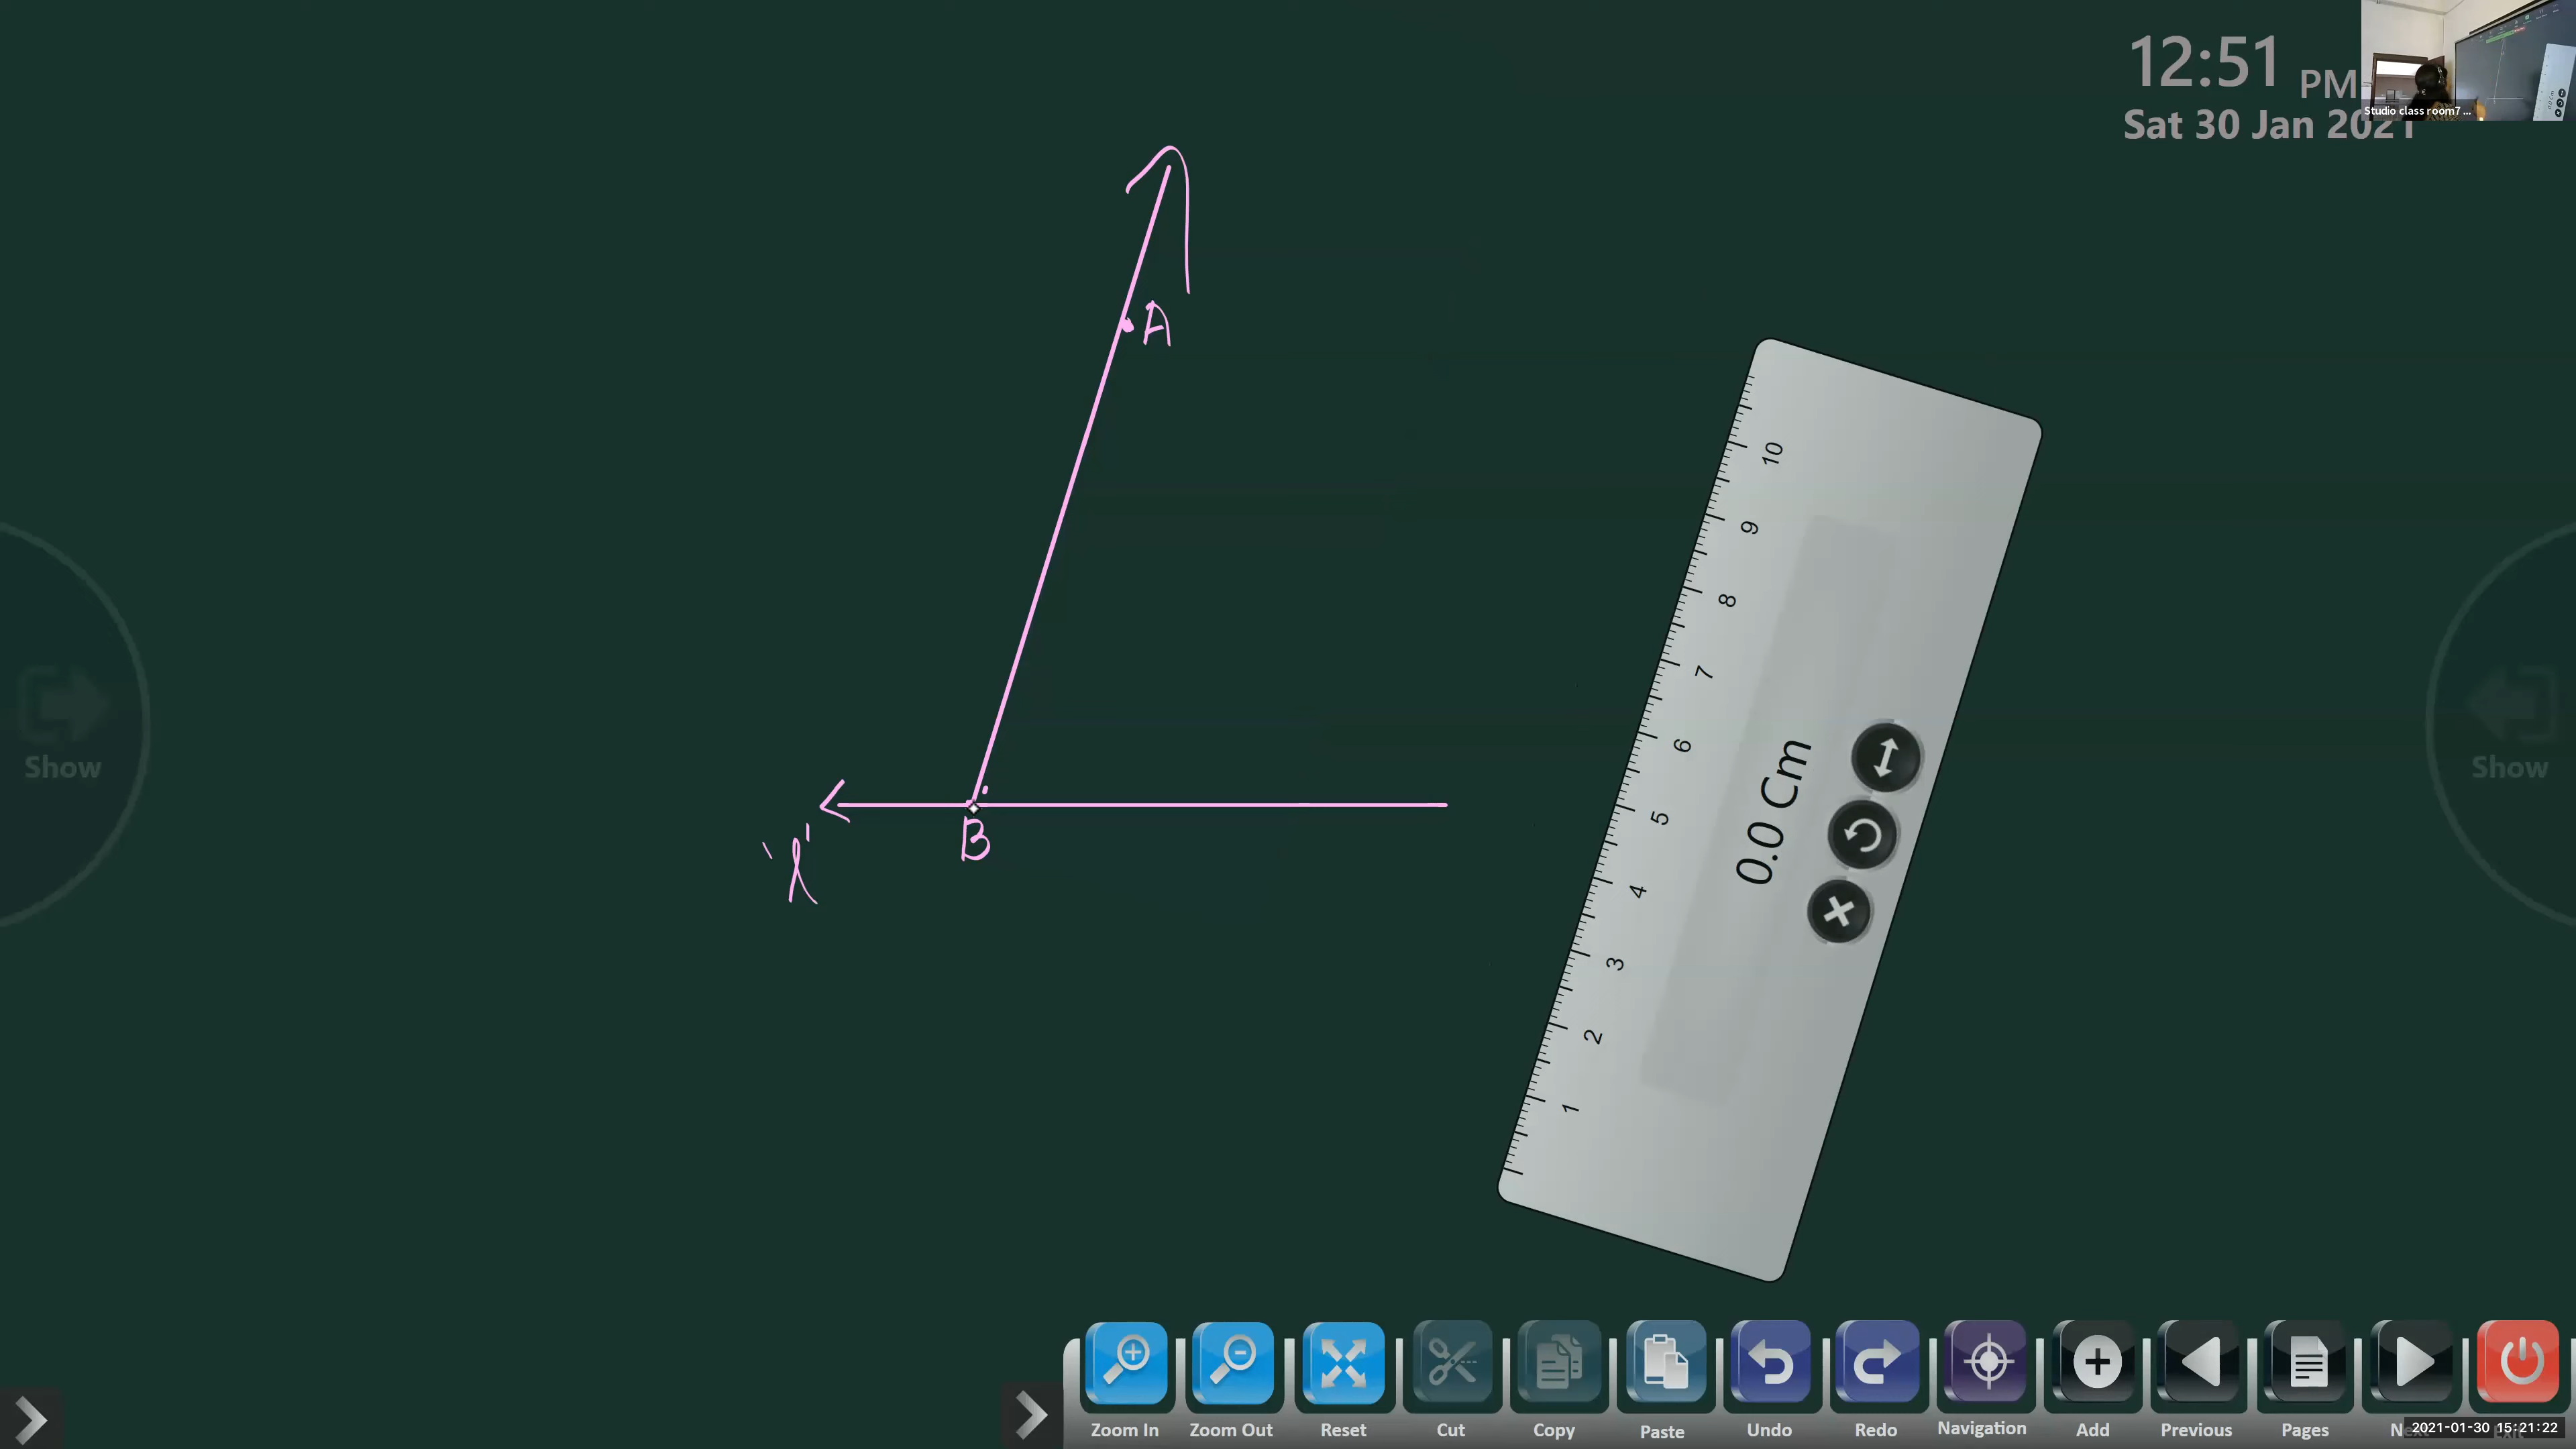 12:51 PM
Studio class room7 ...
Sat 30 Jan 2021
A
10
9
8
7
Show
Show
6
0.0 Cm
5
B
'l'
4
3
2
1
Zoom In
Zoom Out
Reset
Cut
Copy
Paste
Undo
Redo
Navigation
Add
Previous
Pages
2021-01-30 15:21:22